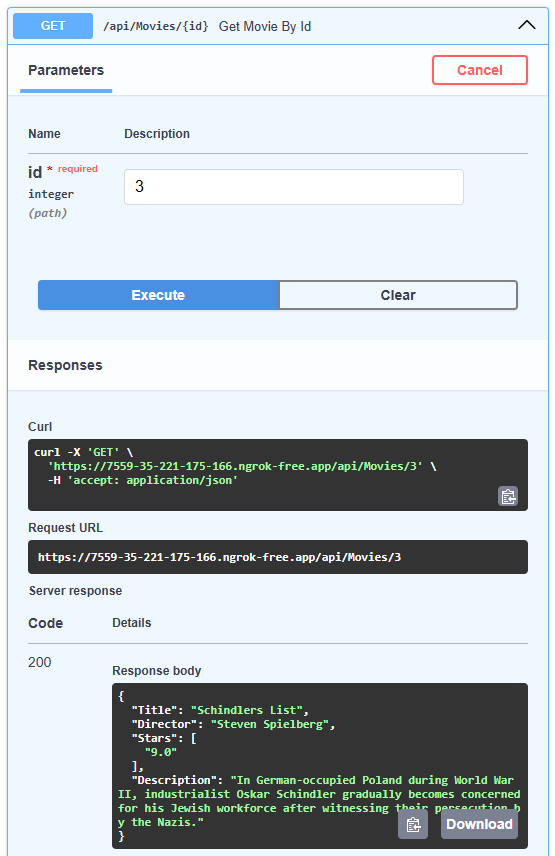 GET /api/Movies/{id} Get Movie By Id
Parameters Cancel
Name Description
id * required
integer
(path)
3
Execute Clear
Responses
Curl
curl -X 'GET' \
'https://7559-35-221-175-166.ngrok-free.app/api/Movies/3' \
-H 'accept: application/json'
Request URL
https://7559-35-221-175-166.ngrok-free.app/api/Movies/3
Server response
Code Details
200
Response body
{
"Title": "Schindlers List",
"Director": "Steven Spielberg",
"Stars": [
"9.0"
],
"Description": "In German-occupied Poland during World War
II, industrialist Oskar Schindler gradually becomes concerned
for his Jewish workforce after witnessing their persecution b
y the Nazis."
}
Download